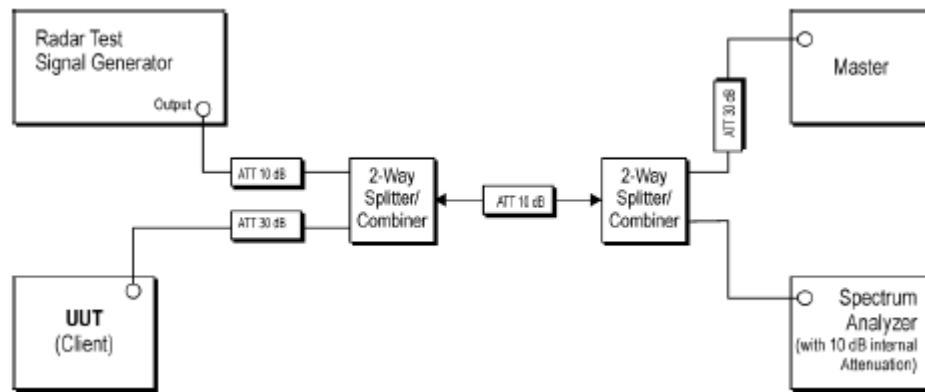 Radar Test
Signal Generator
Output
Master
ATT 30 dB
ATT 10 dB
2-Way
Splitter/
Combiner
ATT 10 dB
2-Way
Splitter/
Combiner
ATT 30 dB
UUT
(Client)
Spectrum
Analyzer
(with 10 dB internal
Attenuation)